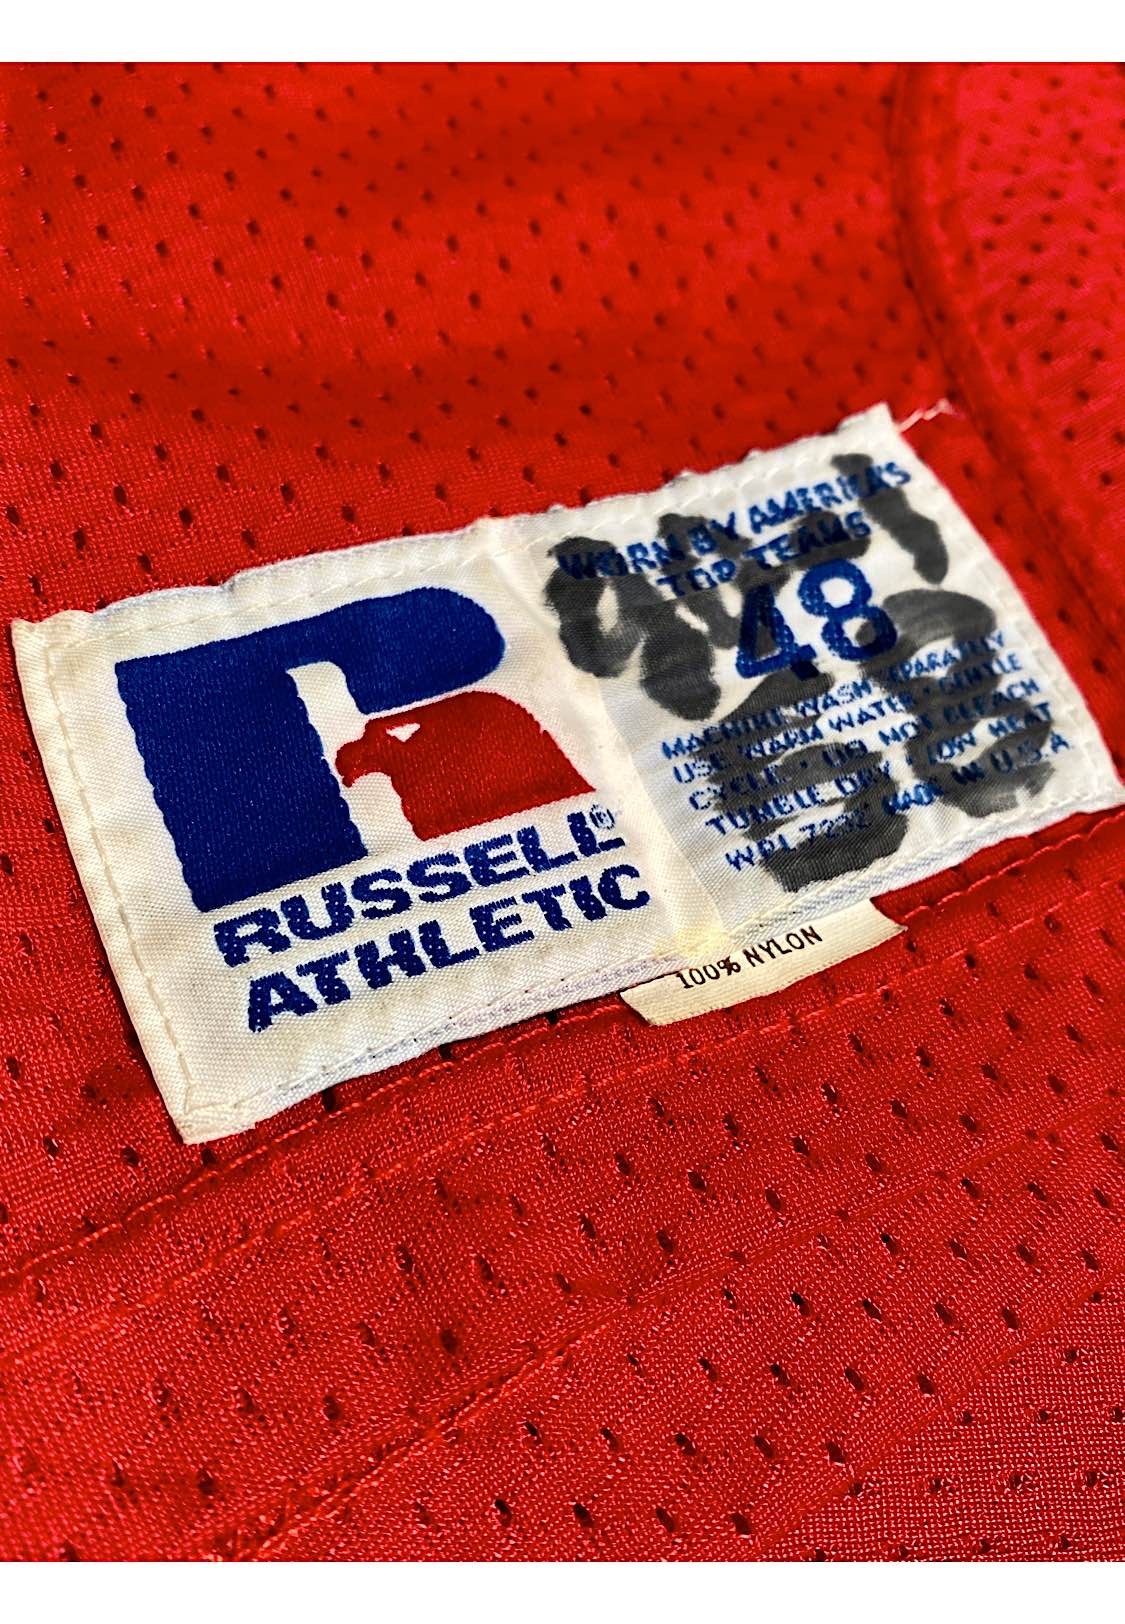 RUSSELL®
ATHLETIC
WORN BY AMERICA'S
TOP TEAMS
48
MACHINE WASH SEPARATELY
USE WARM WATER • GENTLE
CYCLE • DO NOT BLEACH
TUMBLE DRY • LOW HEAT
MADE IN U.S.A.
100% NYLON